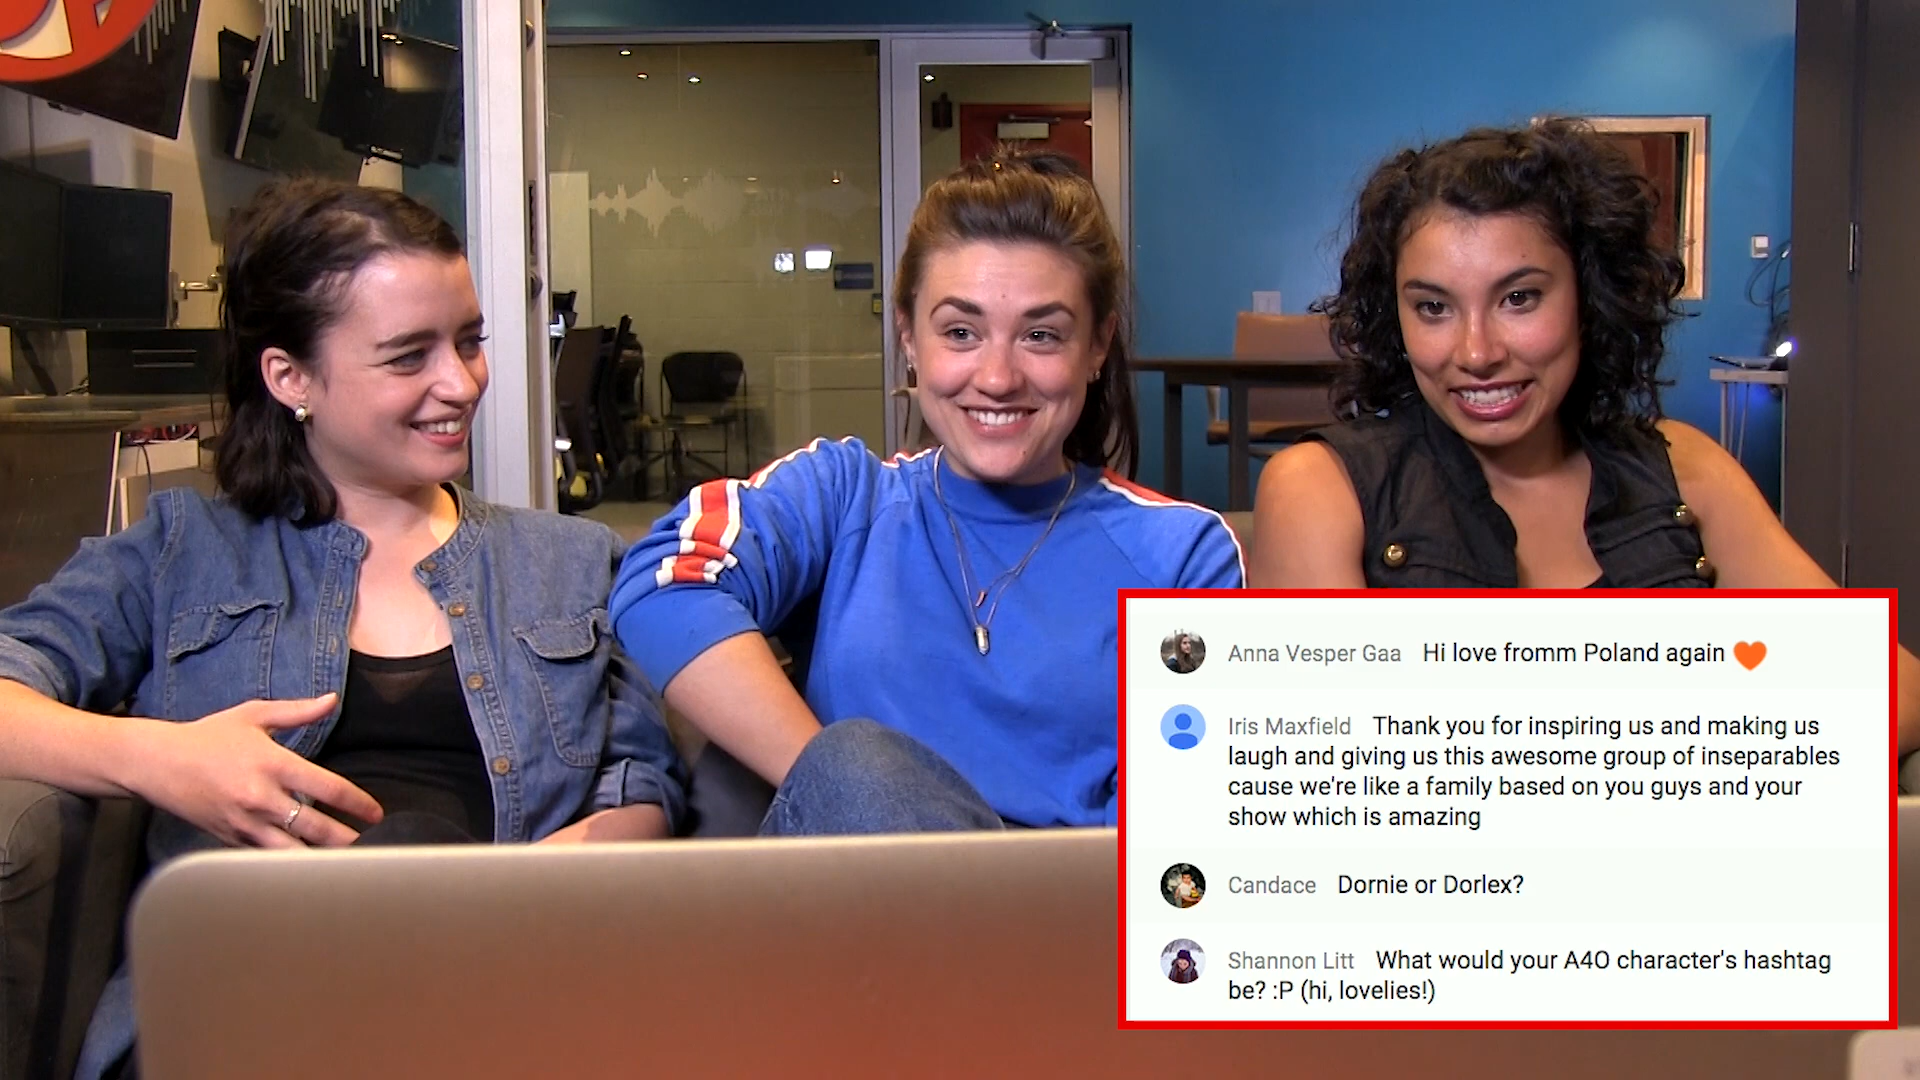 Anna Vesper Gaa Hi love fromm Poland again
Iris Maxfield Thank you for inspiring us and making us
laugh and giving us this awesome group of inseparables
cause we're like a family based on you guys and your
show which is amazing
Candace Dornie or Dorlex?
Shannon Litt What would your A4O character's hashtag
be? :P (hi, lovelies!)